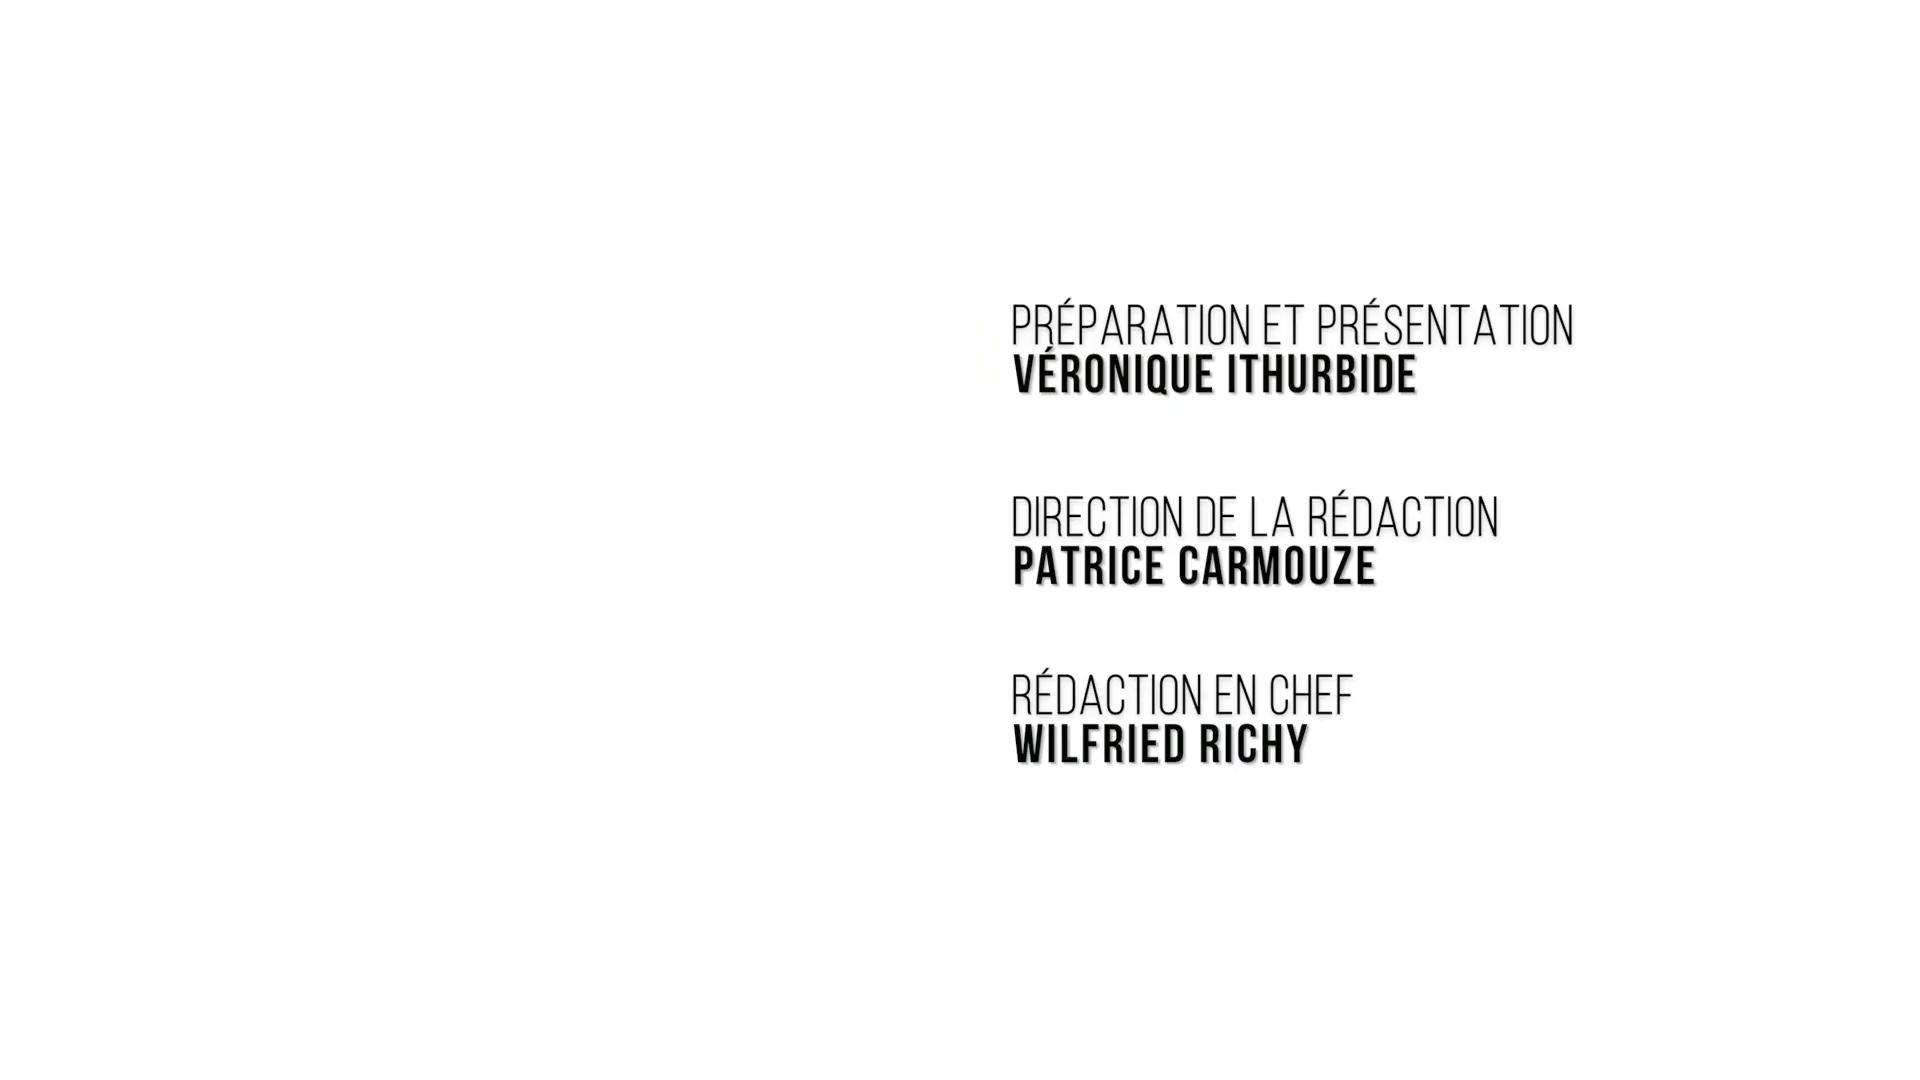 PRÉPARATION ET PRÉSENTATION
VÉRONIQUE ITHURBIDE
DIRECTION DE LA RÉDACTION
PATRICE CARMOUZE
RÉDACTION EN CHEF
WILFRIED RICHY